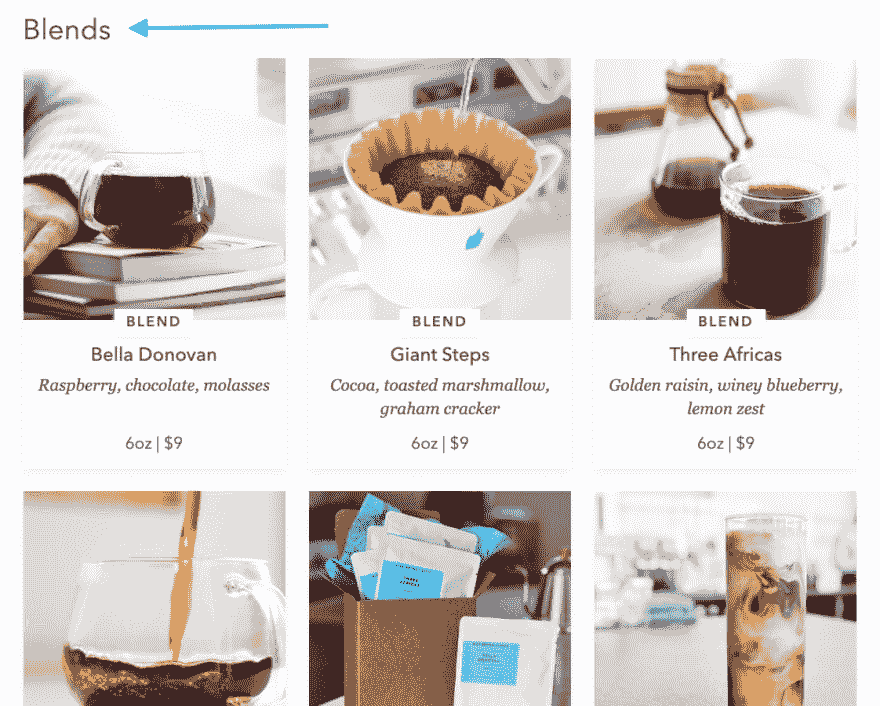 Blends
BLEND
Bella Donovan
Raspberry, chocolate, molasses
6oz | $9
BLEND
Giant Steps
Cocoa, toasted marshmallow,
graham cracker
6oz | $9
BLEND
Three Africas
Golden raisin, winey blueberry,
lemon zest
6oz | $9